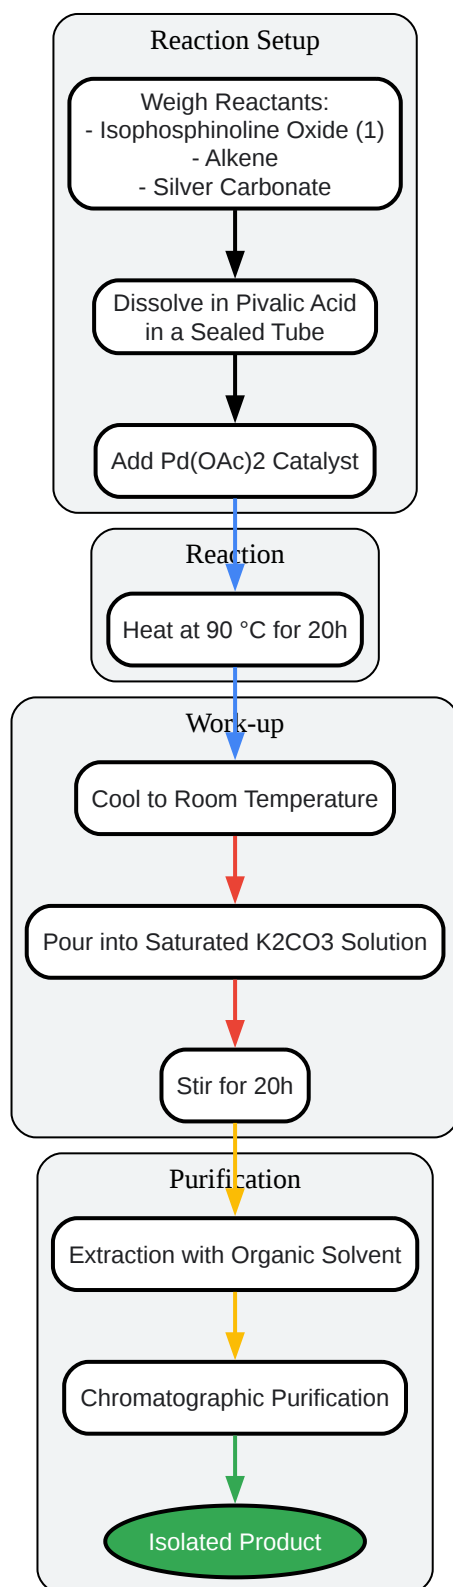 Reaction Setup
Weigh Reactants:
- Isophosphinoline Oxide (1)
- Alkene
- Silver Carbonate
Dissolve in Pivalic Acid
in a Sealed Tube
Add Pd(OAc)2 Catalyst
Reaction
Heat at 90 °C for 20h
Work-up
Cool to Room Temperature
Pour into Saturated K2CO3 Solution
Stir for 20h
Purification
Extraction with Organic Solvent
Chromatographic Purification
Isolated Product